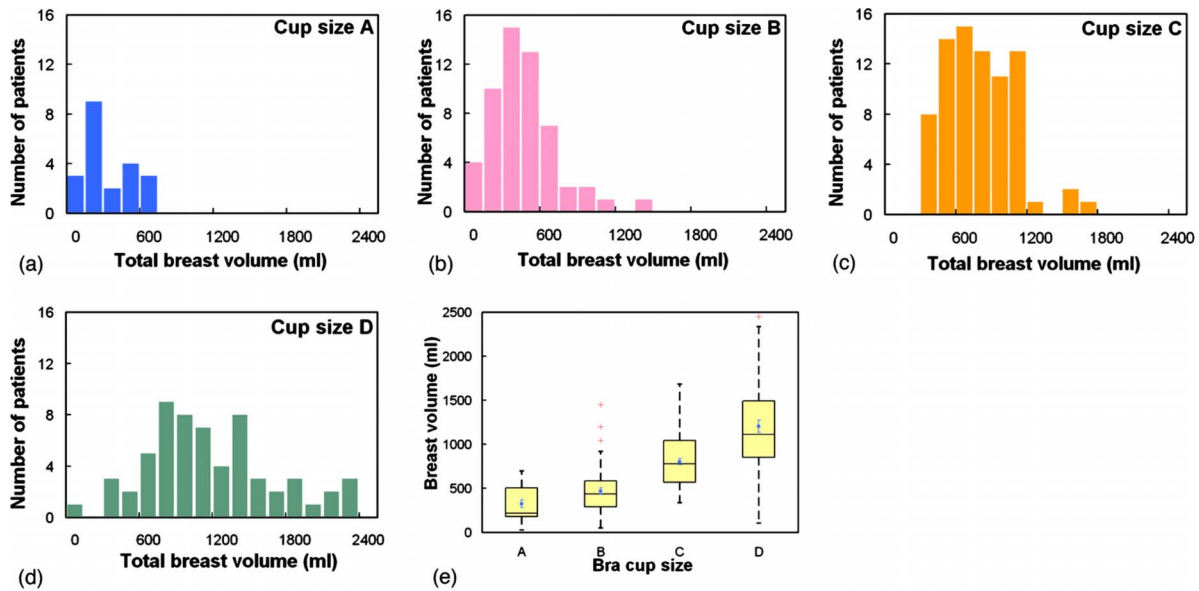 Cup size A
Number of patients
16
12
8
4
0
0 600 1200 1800 2400
Total breast volume (ml)
(a)
Cup size B
Number of patients
16
12
8
4
0
0 600 1200 1800 2400
Total breast volume (ml)
(b)
Cup size C
Number of patients
16
12
8
4
0
0 600 1200 1800 2400
Total breast volume (ml)
(c)
Cup size D
Number of patients
16
12
8
4
0
0 600 1200 1800 2400
Total breast volume (ml)
(d)
Breast volume (ml)
2500
2000
1500
1000
500
0
A B C D
Bra cup size
(e)